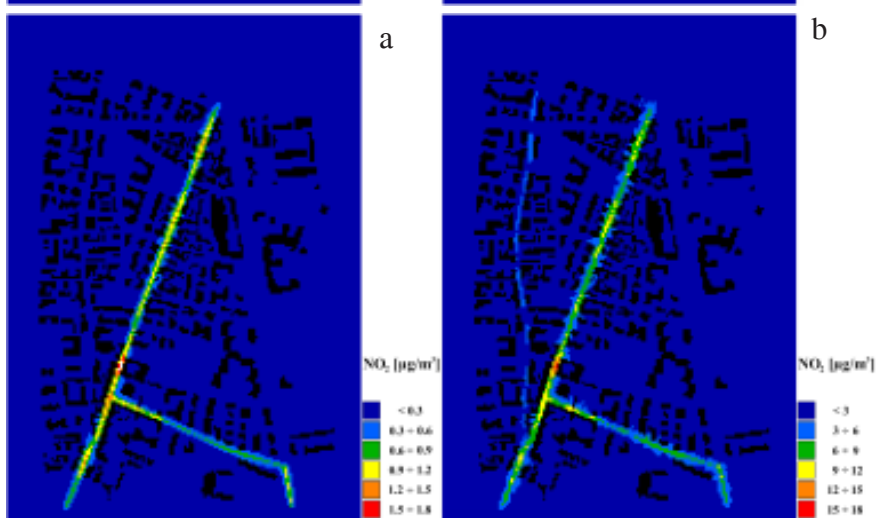 a
NO₂ [µg/m³]
< 0.3
0.3 ÷ 0.6
0.6 ÷ 0.9
0.9 ÷ 1.2
1.2 ÷ 1.5
1.5 ÷ 1.8
b
NO₂ [µg/m³]
< 3
3 ÷ 6
6 ÷ 9
9 ÷ 12
12 ÷ 15
15 ÷ 18